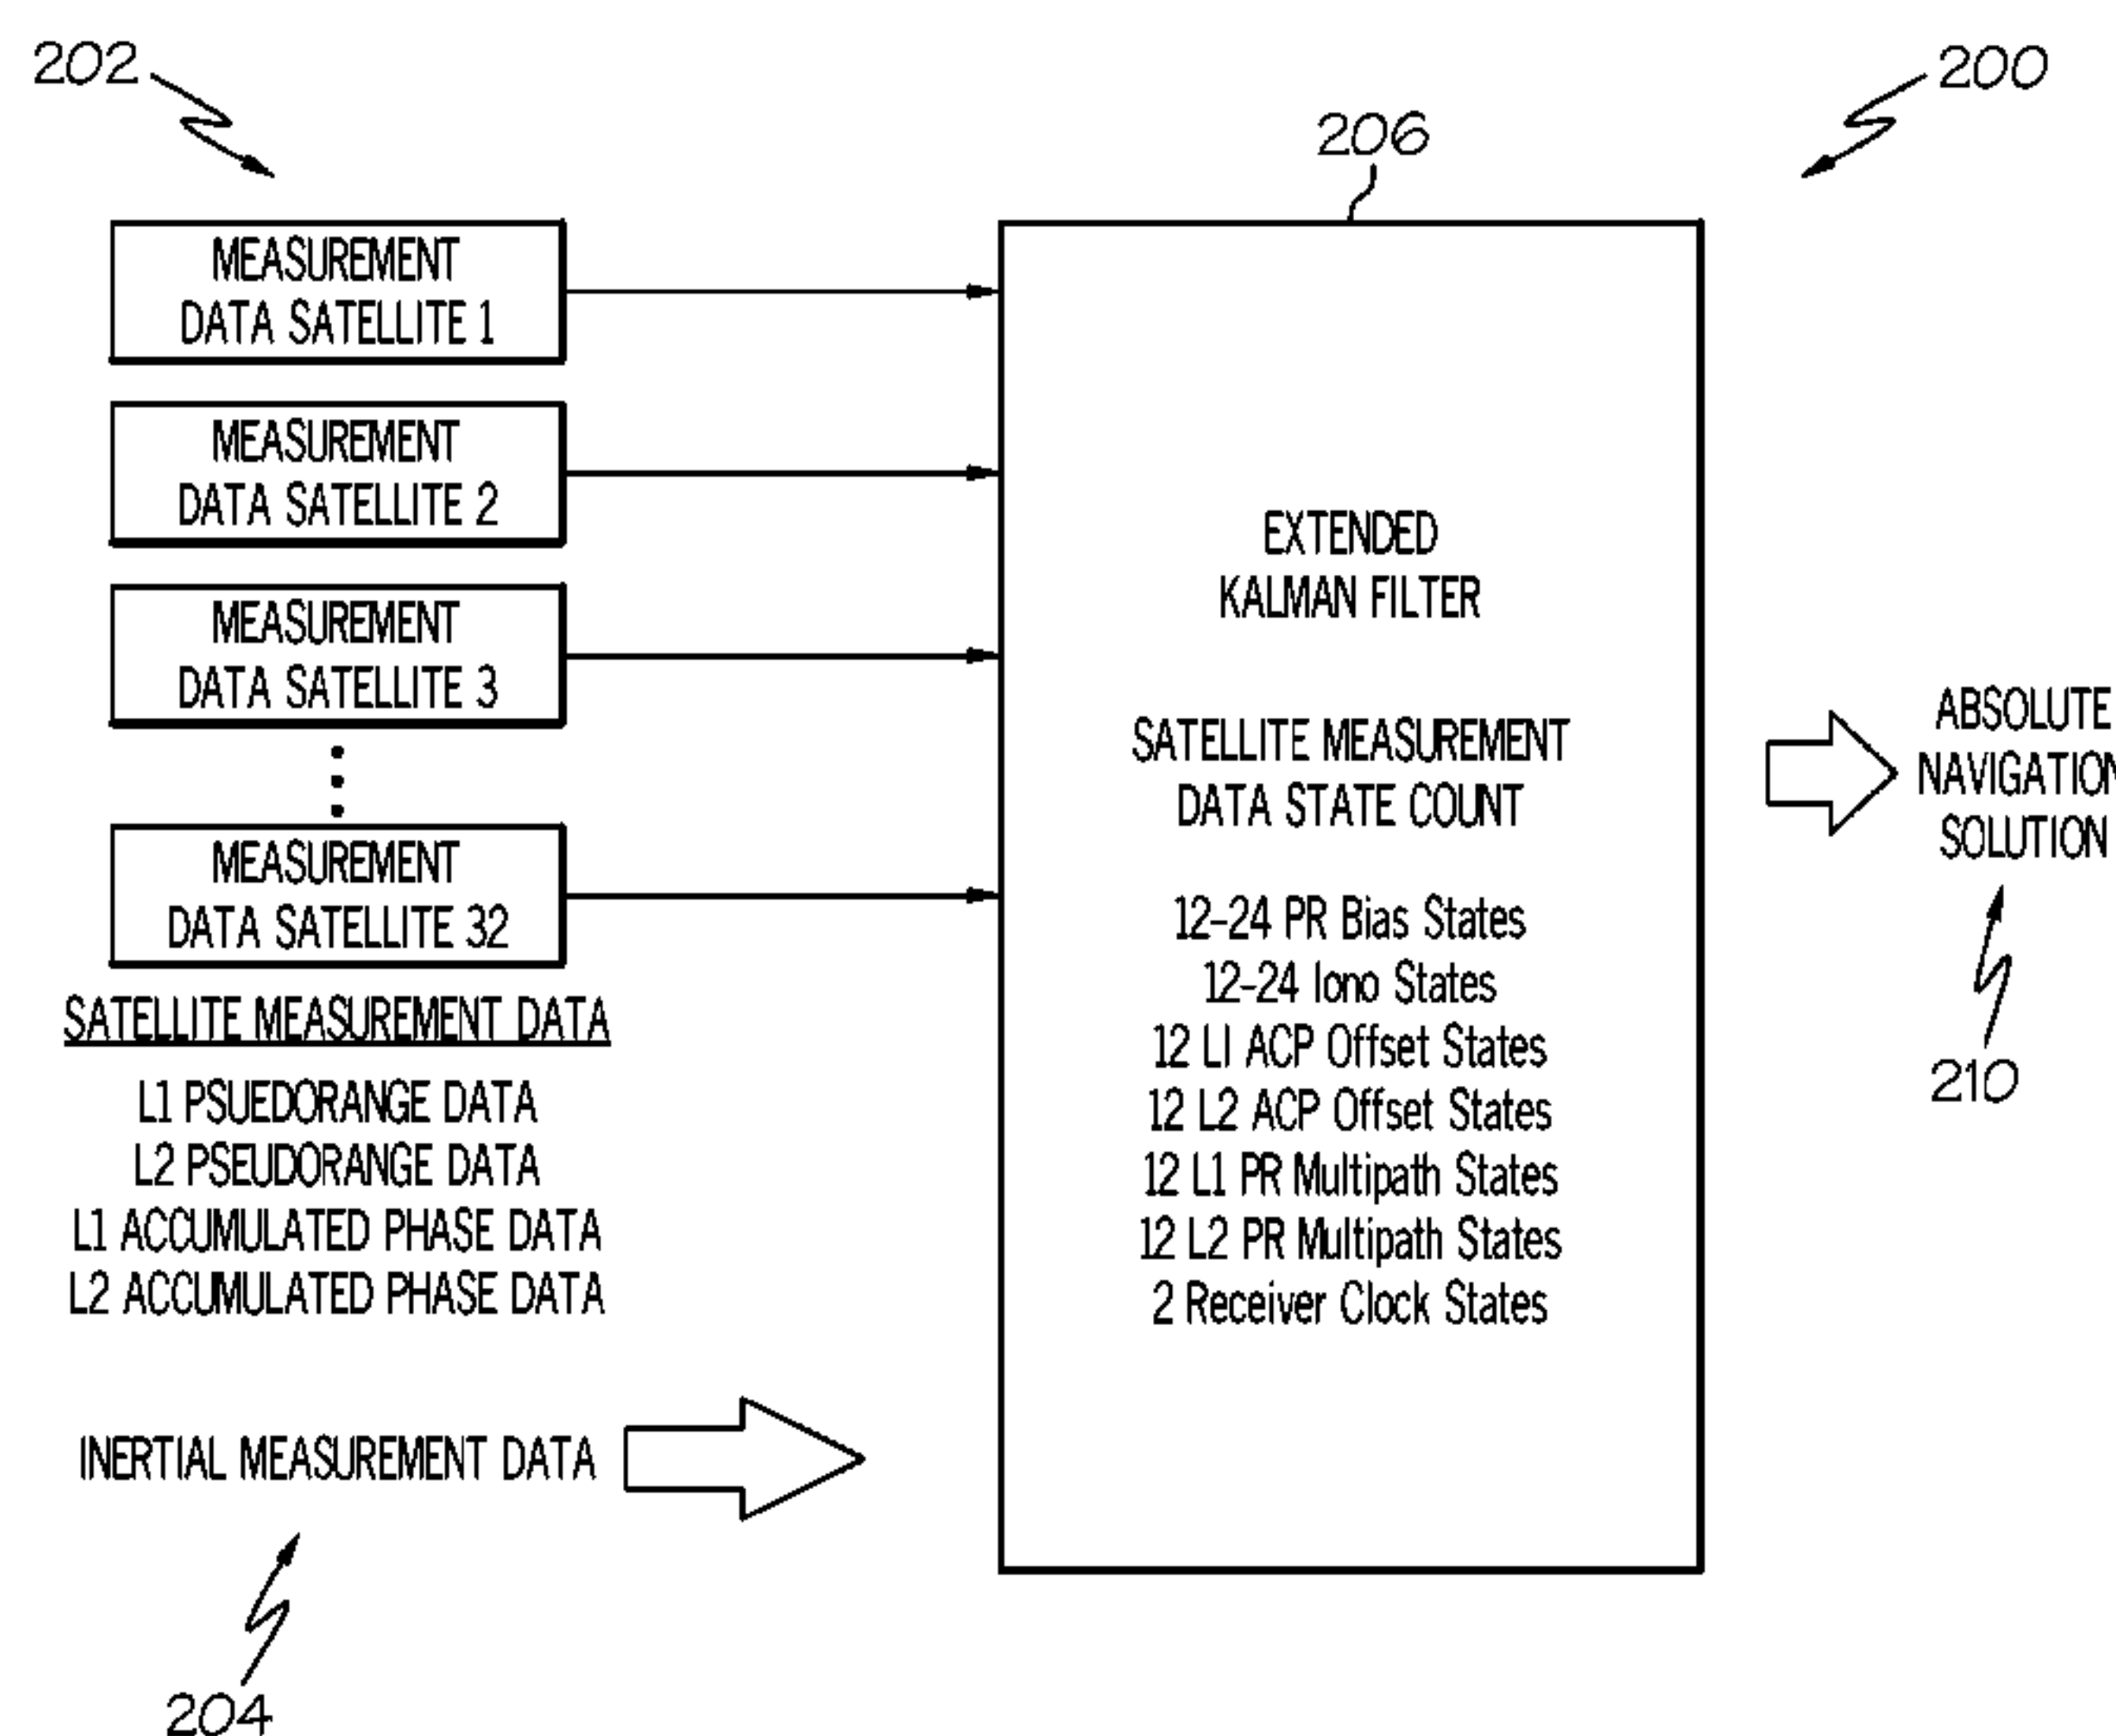 202
200
206
MEASUREMENT
DATA SATELLITE 1
MEASUREMENT
DATA SATELLITE 2
MEASUREMENT
DATA SATELLITE 3
MEASUREMENT
DATA SATELLITE 32
SATELLITE MEASUREMENT DATA
L1 PSUEDORANGE DATA
L2 PSEUDORANGE DATA
L1 ACCUMULATED PHASE DATA
L2 ACCUMULATED PHASE DATA
INERTIAL MEASUREMENT DATA
204
EXTENDED
KALMAN FILTER
SATELLITE MEASUREMENT
DATA STATE COUNT
12-24 PR Bias States
12-24 Iono States
12 LI ACP Offset States
12 L2 ACP Offset States
12 L1 PR Multipath States
12 L2 PR Multipath States
2 Receiver Clock States
ABSOLUTE
NAVIGATION
SOLUTION
210